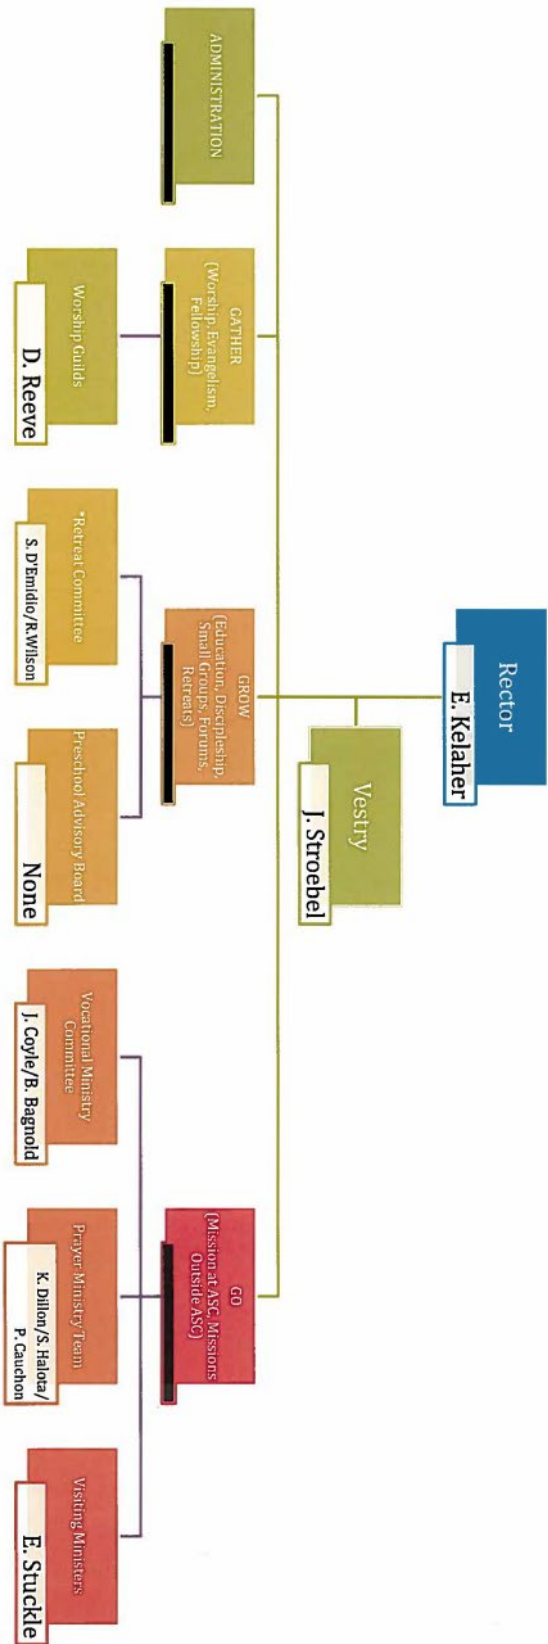 Rector
E. Kelaher
Vestry
J. Stroebel
ADMINISTRATION
GATHER
(Worship, Evangelism,
Fellowship)
GROW
(Education, Discipleship,
Small Groups, Forums,
Retreats)
GO
(Mission at ASC, Missions
Outside ASC)
Worship Guilds
D. Reeve
*Retreat Committee
S. D'Emidio/R.Wilson
Preschool Advisory Board
None
Vocational Ministry
Committee
J. Coyle/B. Bagnold
Prayer Ministry Team
K. Dillon/S. Halota/
P. Cauchon
Visiting Ministers
E. Stuckle